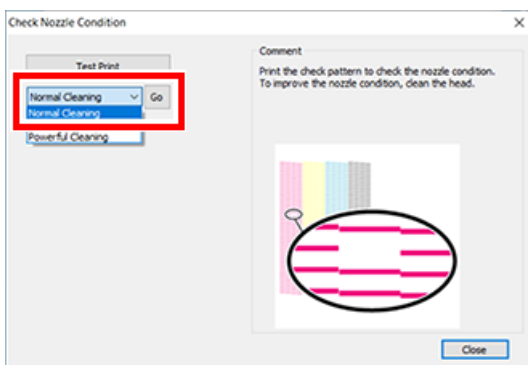 Check Nozzle Condition
Test Print
Normal Cleaning
Go
Normal Cleaning
Powerful Cleaning
Comment
Print the check pattern to check the nozzle condition.
To improve the nozzle condition, clean the head.
Close